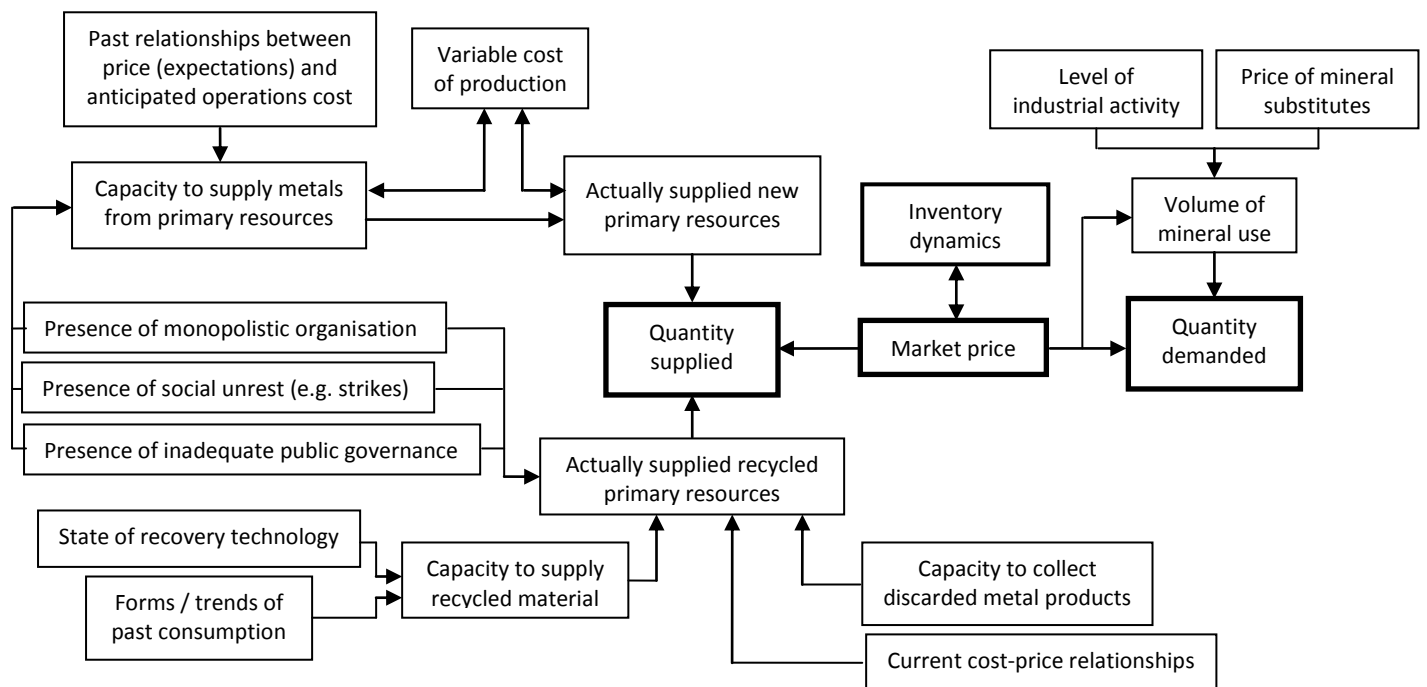 Past relationships between
price (expectations) and
anticipated operations cost
Variable cost
of production
Level of
industrial activity
Price of mineral
substitutes
Capacity to supply metals
from primary resources
Actually supplied new
primary resources
Inventory
dynamics
Volume of
mineral use
Presence of monopolistic organisation
Quantity
supplied
Market price
Quantity
demanded
Presence of social unrest (e.g. strikes)
Presence of inadequate public governance
Actually supplied recycled
primary resources
State of recovery technology
Capacity to supply
recycled material
Capacity to collect
discarded metal products
Forms / trends of
past consumption
Current cost-price relationships